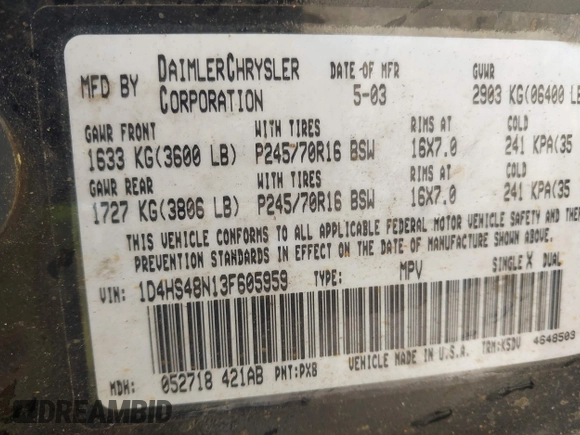 MFD BY DAIMLERCHRYSLER CORPORATION DATE OF MFR 5-03 GVWR 2903 KG(06400 LB
GAWR FRONT WITH TIRES RIMS AT COLD
1633 KG(3600 LB) P245/70R16 BSW 16X7.0 241 KPA(35
GAWR REAR WITH TIRES RIMS AT COLD
1727 KG(3806 LB) P245/70R16 BSW 16X7.0 241 KPA(35
THIS VEHICLE CONFORMS TO ALL APPLICABLE FEDERAL MOTOR VEHICLE SAFETY AND THE
PREVENTION STANDARDS IN EFFECT ON THE DATE OF MANUFACTURE SHOWN ABOVE.
VIN: 1D4HS48N13F605959 TYPE: MPV SINGLE X DUAL
MDH: 052718 421AB PNT:PX8 VEHICLE MADE IN U.S.A. TRM:K5DV 4648503
DREAMBID